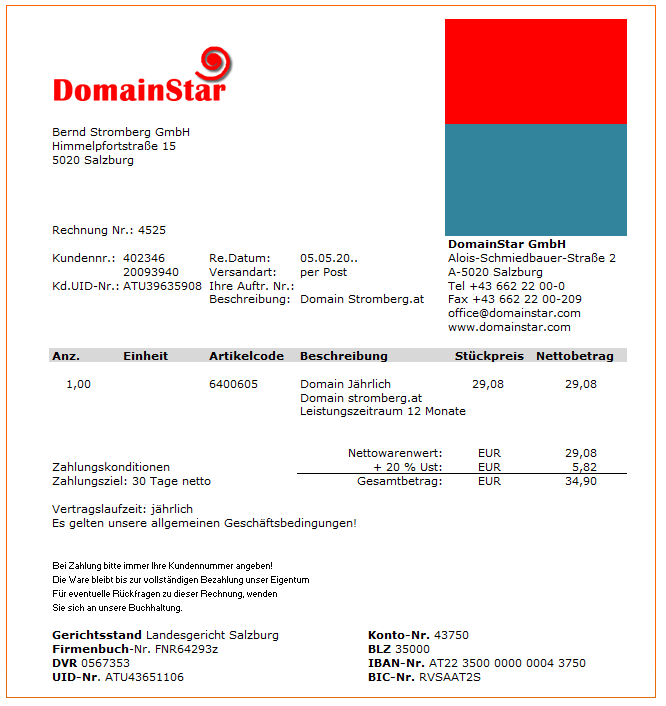 DomainStar
Bernd Stromberg GmbH
Himmelpfortstraße 15
5020 Salzburg
Rechnung Nr.: 4525
DomainStar GmbH
Alois-Schmiedbauer-Straße 2
A-5020 Salzburg
Tel +43 662 22 00-0
Fax +43 662 22 00-209
office@domainstar.com
www.domainstar.com
Kundennr.: 402346 Re.Datum: 05.05.20..
20093940 Versandart: per Post
Kd.UID-Nr.: ATU39635908 Ihre Auftr. Nr.:
Beschreibung: Domain Stromberg.at
Anz. Einheit Artikelcode Beschreibung Stückpreis Nettobetrag
1,00 6400605 Domain Jährlich 29,08 29,08
Domain stromberg.at
Leistungszeitraum 12 Monate
Nettowarenwert: EUR 29,08
Zahlungskonditionen + 20 % Ust: EUR 5,82
Zahlungsziel: 30 Tage netto Gesamtbetrag: EUR 34,90
Vertragslaufzeit: jährlich
Es gelten unsere allgemeinen Geschäftsbedingungen!
Bei Zahlung bitte immer Ihre Kundennummer angeben!
Die Ware bleibt bis zur vollständigen Bezahlung unser Eigentum
Für eventuelle Rückfragen zu dieser Rechnung, wenden
Sie sich an unsere Buchhaltung.
Gerichtsstand Landesgericht Salzburg Konto-Nr. 43750
Firmenbuch-Nr. FNR64293z BLZ 35000
DVR 0567353 IBAN-Nr. AT22 3500 0000 0004 3750
UID-Nr. ATU43651106 BIC-Nr. RVSAAT2S